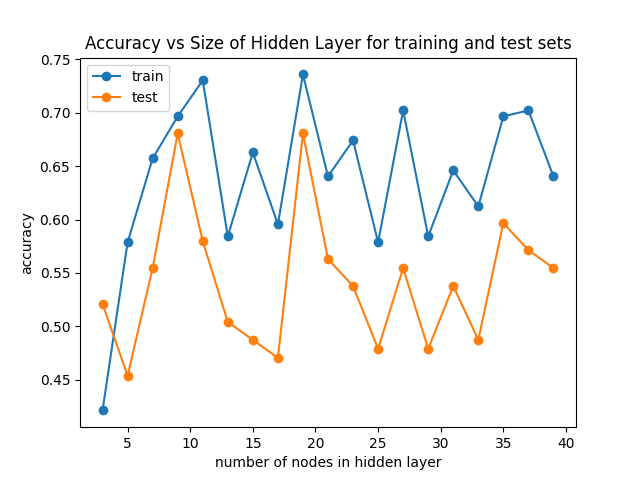 Accuracy vs Size of Hidden Layer for training and test sets
train
test
accuracy
0.75
0.70
0.65
0.60
0.55
0.50
0.45
5 10 15 20 25 30 35 40
number of nodes in hidden layer